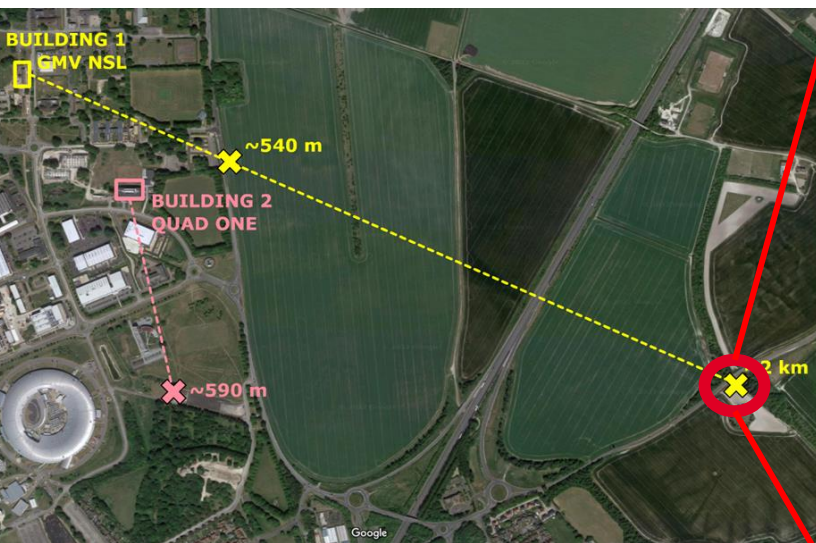 BUILDING 1
GMV NSL
~540 m
BUILDING 2
QUAD ONE
2 km
~590 m
Google